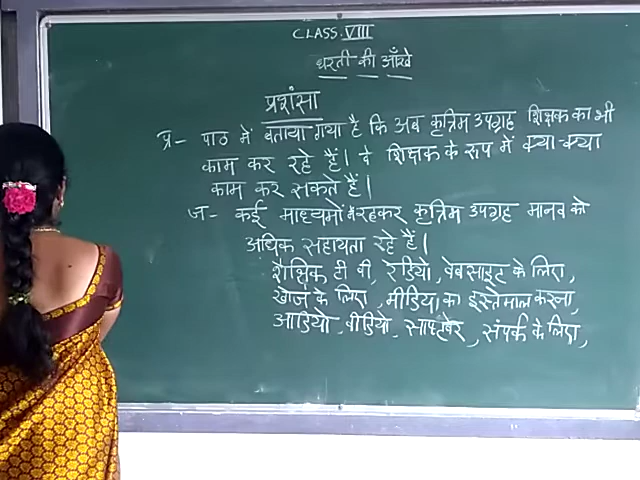 CLASS. VIII
धरती की आँखे
प्रशंसा
प्र- पाठ में बताया गया है कि अब कृत्रिम उपग्रह शिक्षक का भी
काम कर रहे हैं। वे शिक्षक के रूप में क्या-क्या
काम कर सकते हैं।
ज- कई माध्यमों में रहकर कृत्रिम उपग्रह मानव को
अधिक सहायता रहे हैं।
शैक्षिक टी वी, रेडियो, वेबसाइट के लिए,
खोज के लिए, मीडिया का इस्तेमाल करना,
आडियो, वीडियो, साफ्टवेर, संपर्क के लिए,